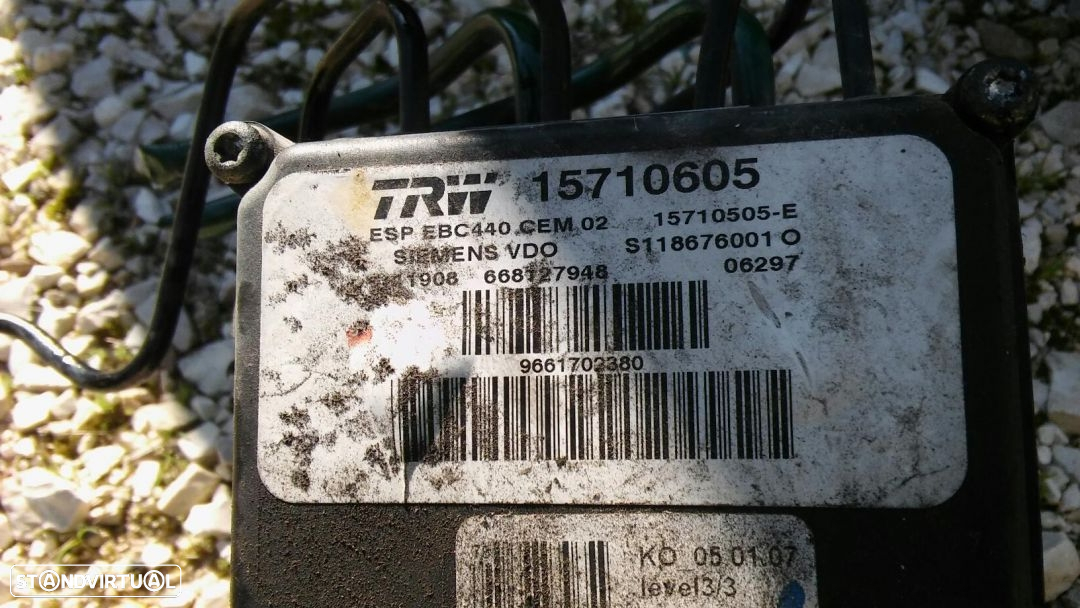 TRW 15710605
ESP EBC440 CEM 02 15710505-E
SIEMENS VDO S118676001 O
1908 668127948 06297
9661702380
KO 05.01.07
level3/3
STANDVIRTUAL